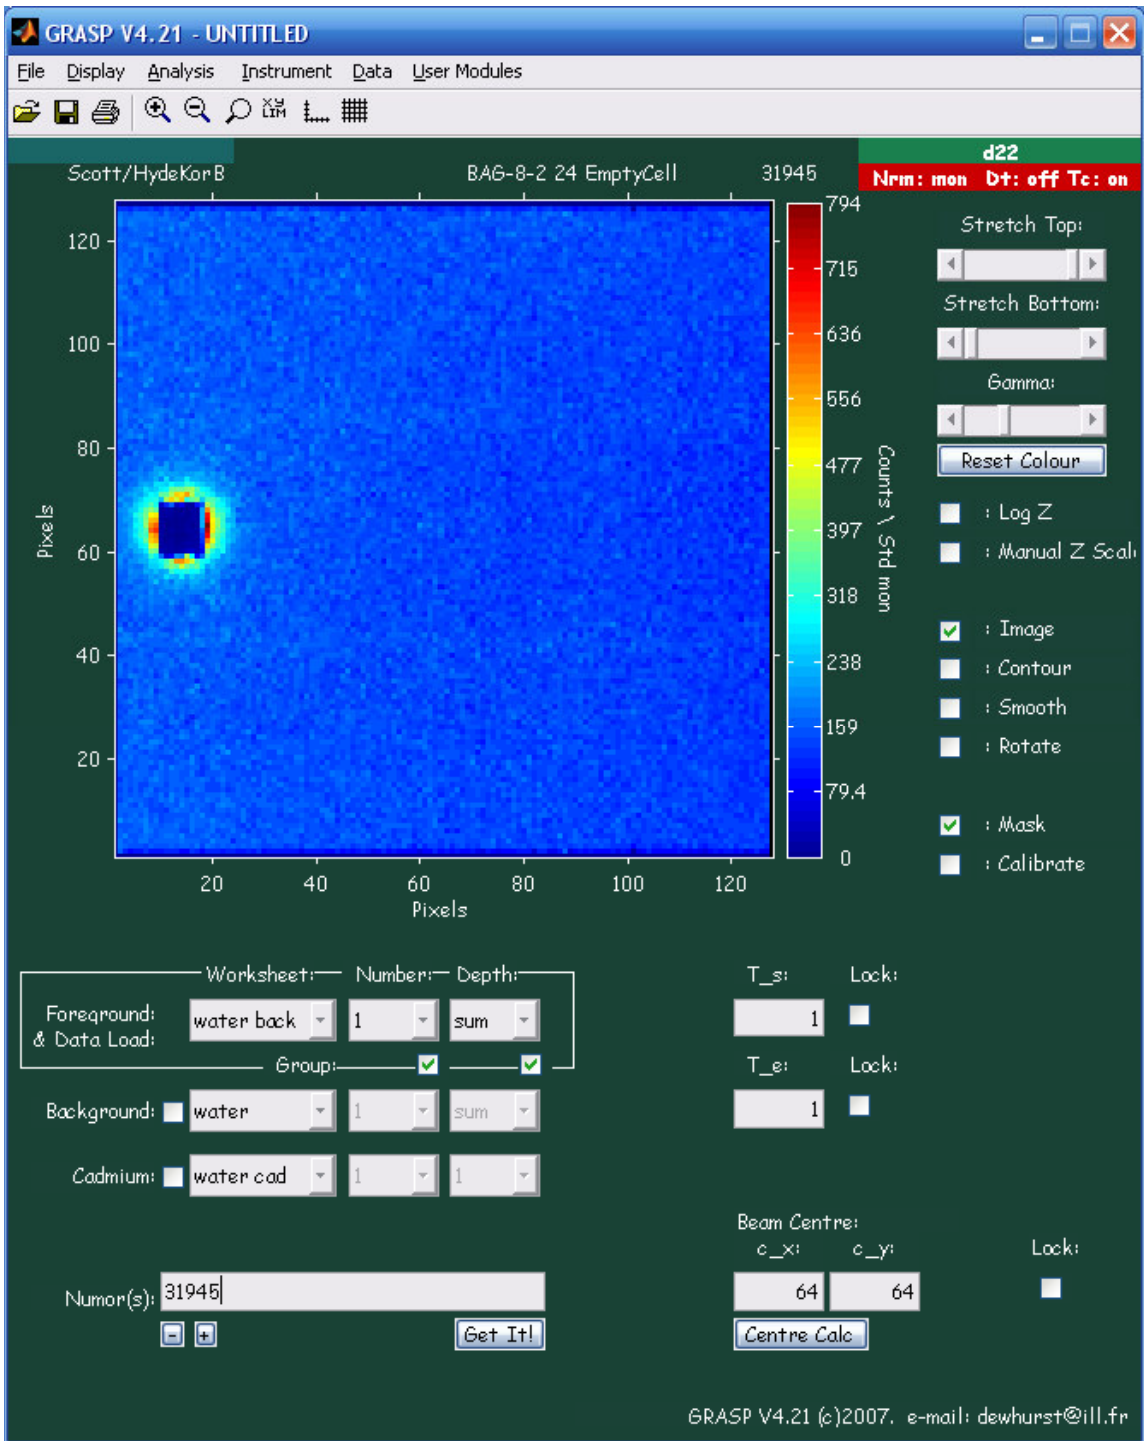 GRASP V4.21 - UNTITLED
File Display Analysis Instrument Data User Modules
XY LIM
d22
Scott/HydeKorB BAG-8-2 24 EmptyCell 31945
Nrm: mon Dt: off Tc: on
794
715
636
556
477
397
318
238
159
79.4
0
Counts \ Std mon
120
100
80
60
40
20
Pixels
20 40 60 80 100 120
Pixels
Stretch Top:
Stretch Bottom:
Gamma:
Reset Colour
: Log Z
: Manual Z Scal
: Image
: Contour
: Smooth
: Rotate
: Mask
: Calibrate
Worksheet: Number: Depth:
Foreground:
& Data Load:
water back 1 sum
Group:
Background: water 1 sum
Cadmium: water cad 1 1
T_s: Lock:
1
T_e: Lock:
1
Beam Centre:
c_x: c_y: Lock:
64 64
Centre Calc
Numor(s): 31945
- + Get It!
GRASP V4.21 (c)2007. e-mail: dewhurst@ill.fr